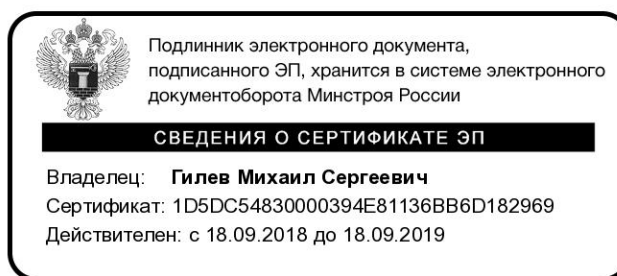 Подлинник электронного документа,
подписанного ЭП, хранится в системе электронного
документоборота Минстроя России
СВЕДЕНИЯ О СЕРТИФИКАТЕ ЭП
Владелец: Гилев Михаил Сергеевич
Сертификат: 1D5DC54830000394E81136BB6D182969
Действителен: с 18.09.2018 до 18.09.2019